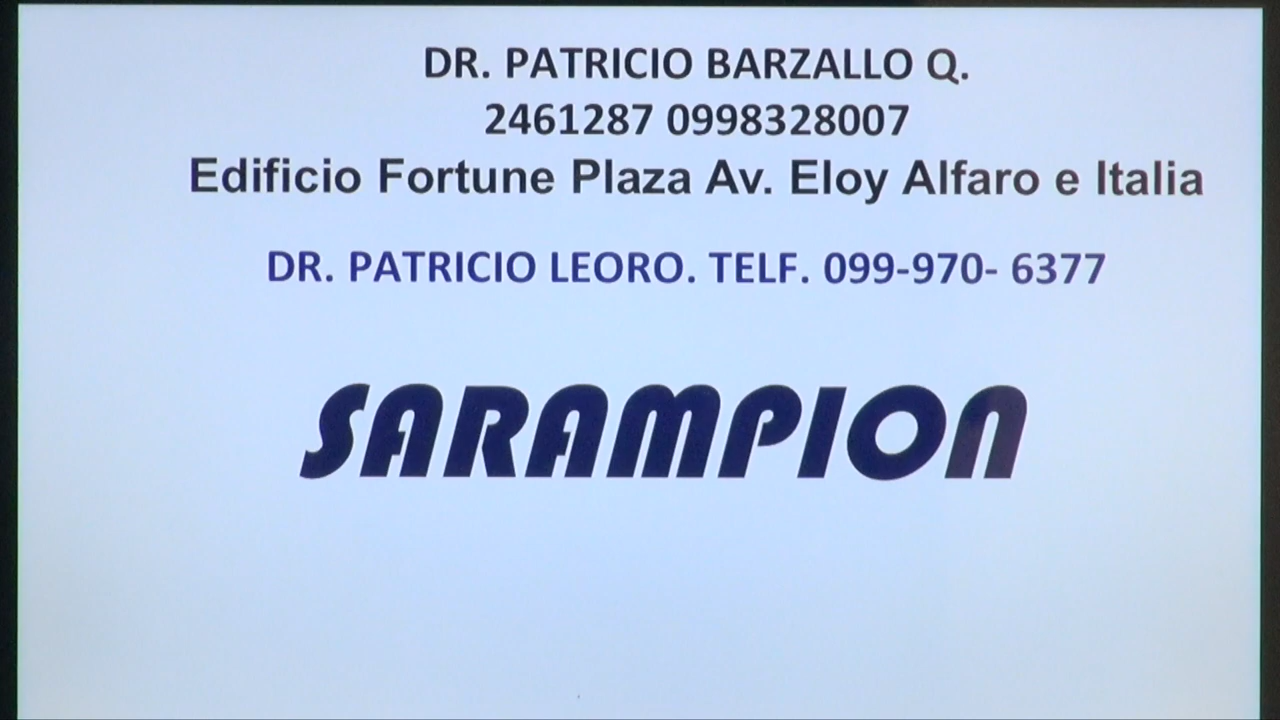 DR. PATRICIO BARZALLO Q.
2461287 0998328007
Edificio Fortune Plaza Av. Eloy Alfaro e Italia
DR. PATRICIO LEORO. TELF. 099-970- 6377
SARAMPION